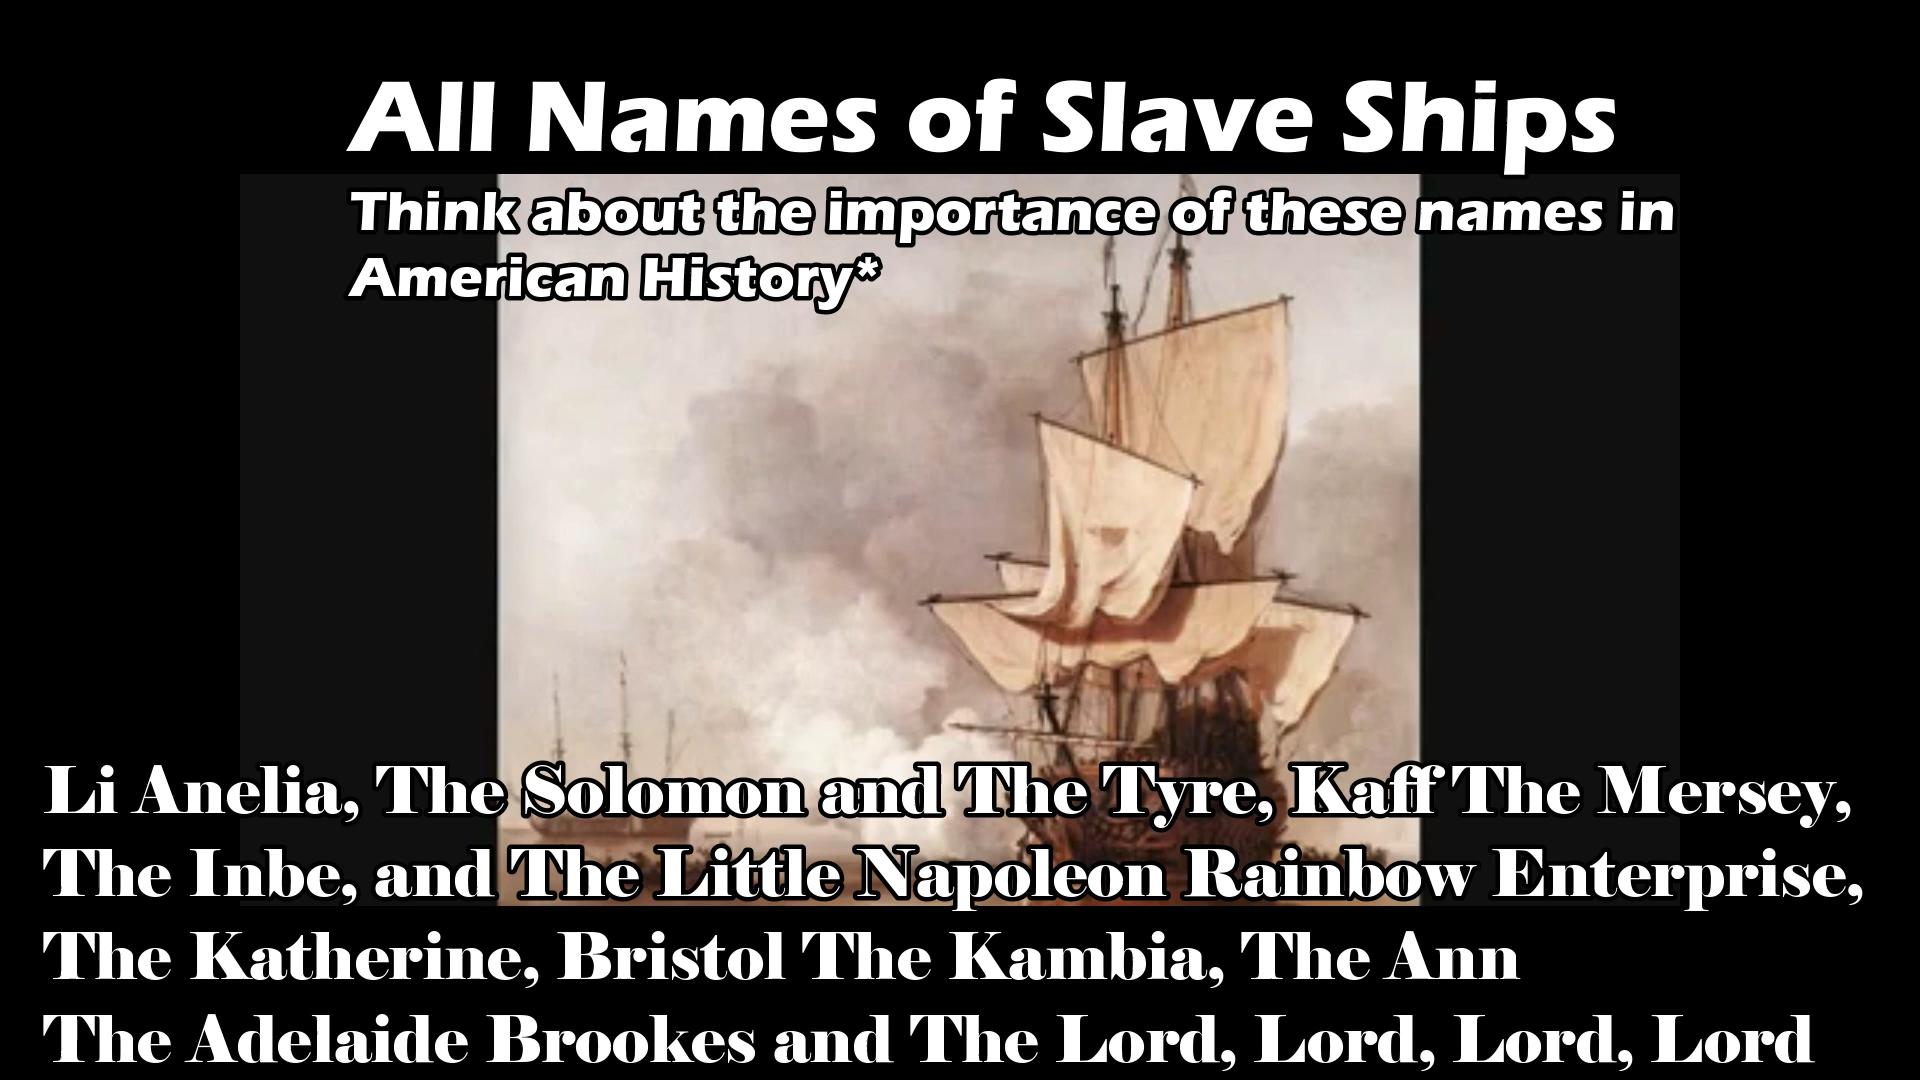 All Names of Slave Ships
Think about the importance of these names in
American History*
Li Anelia, The Solomon and The Tyre, Kaff The Mersey,
The Inbe, and The Little Napoleon Rainbow Enterprise,
The Katherine, Bristol The Kambia, The Ann
The Adelaide Brookes and The Lord, Lord, Lord, Lord